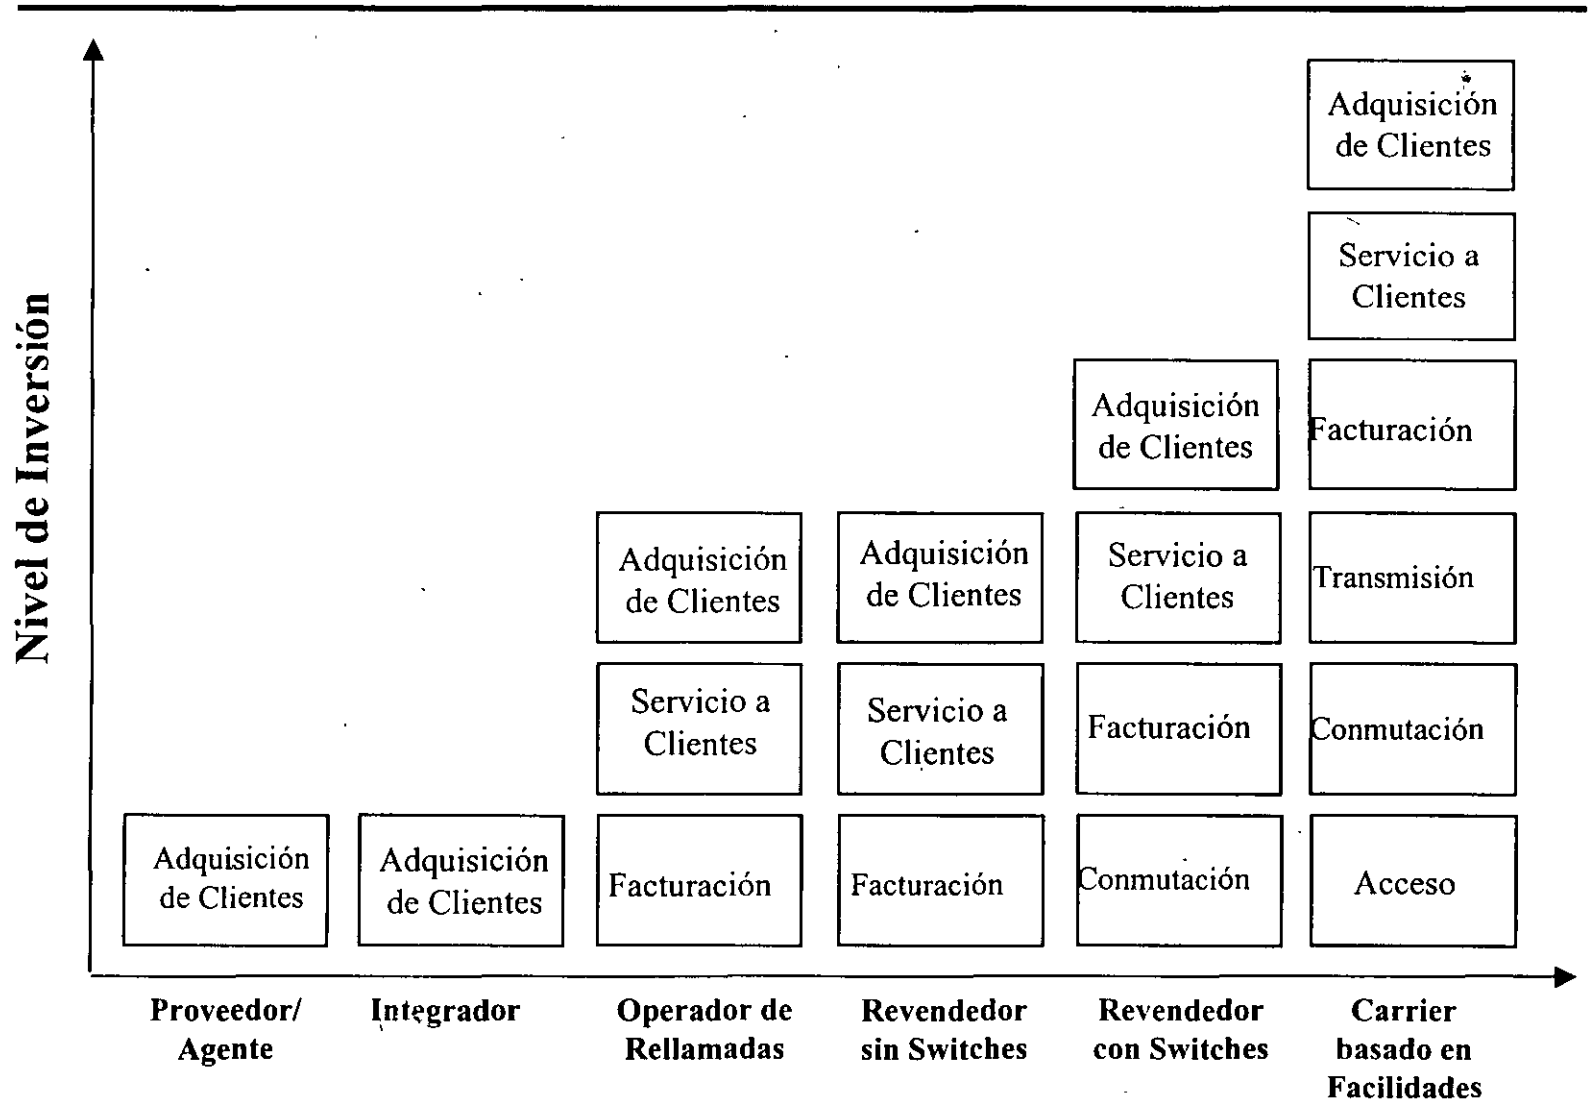 Nivel de Inversión
Adquisición
de Clientes
Servicio a
Clientes
Adquisición
de Clientes
Facturación
Adquisición
de Clientes
Adquisición
de Clientes
Servicio a
Clientes
Transmisión
Servicio a
Clientes
Servicio a
Clientes
Facturación
Conmutación
Adquisición
de Clientes
Adquisición
de Clientes
Facturación
Facturación
Conmutación
Acceso
Proveedor/
Agente
Integrador
Operador de
Rellamadas
Revendedor
sin Switches
Revendedor
con Switches
Carrier
basado en
Facilidades